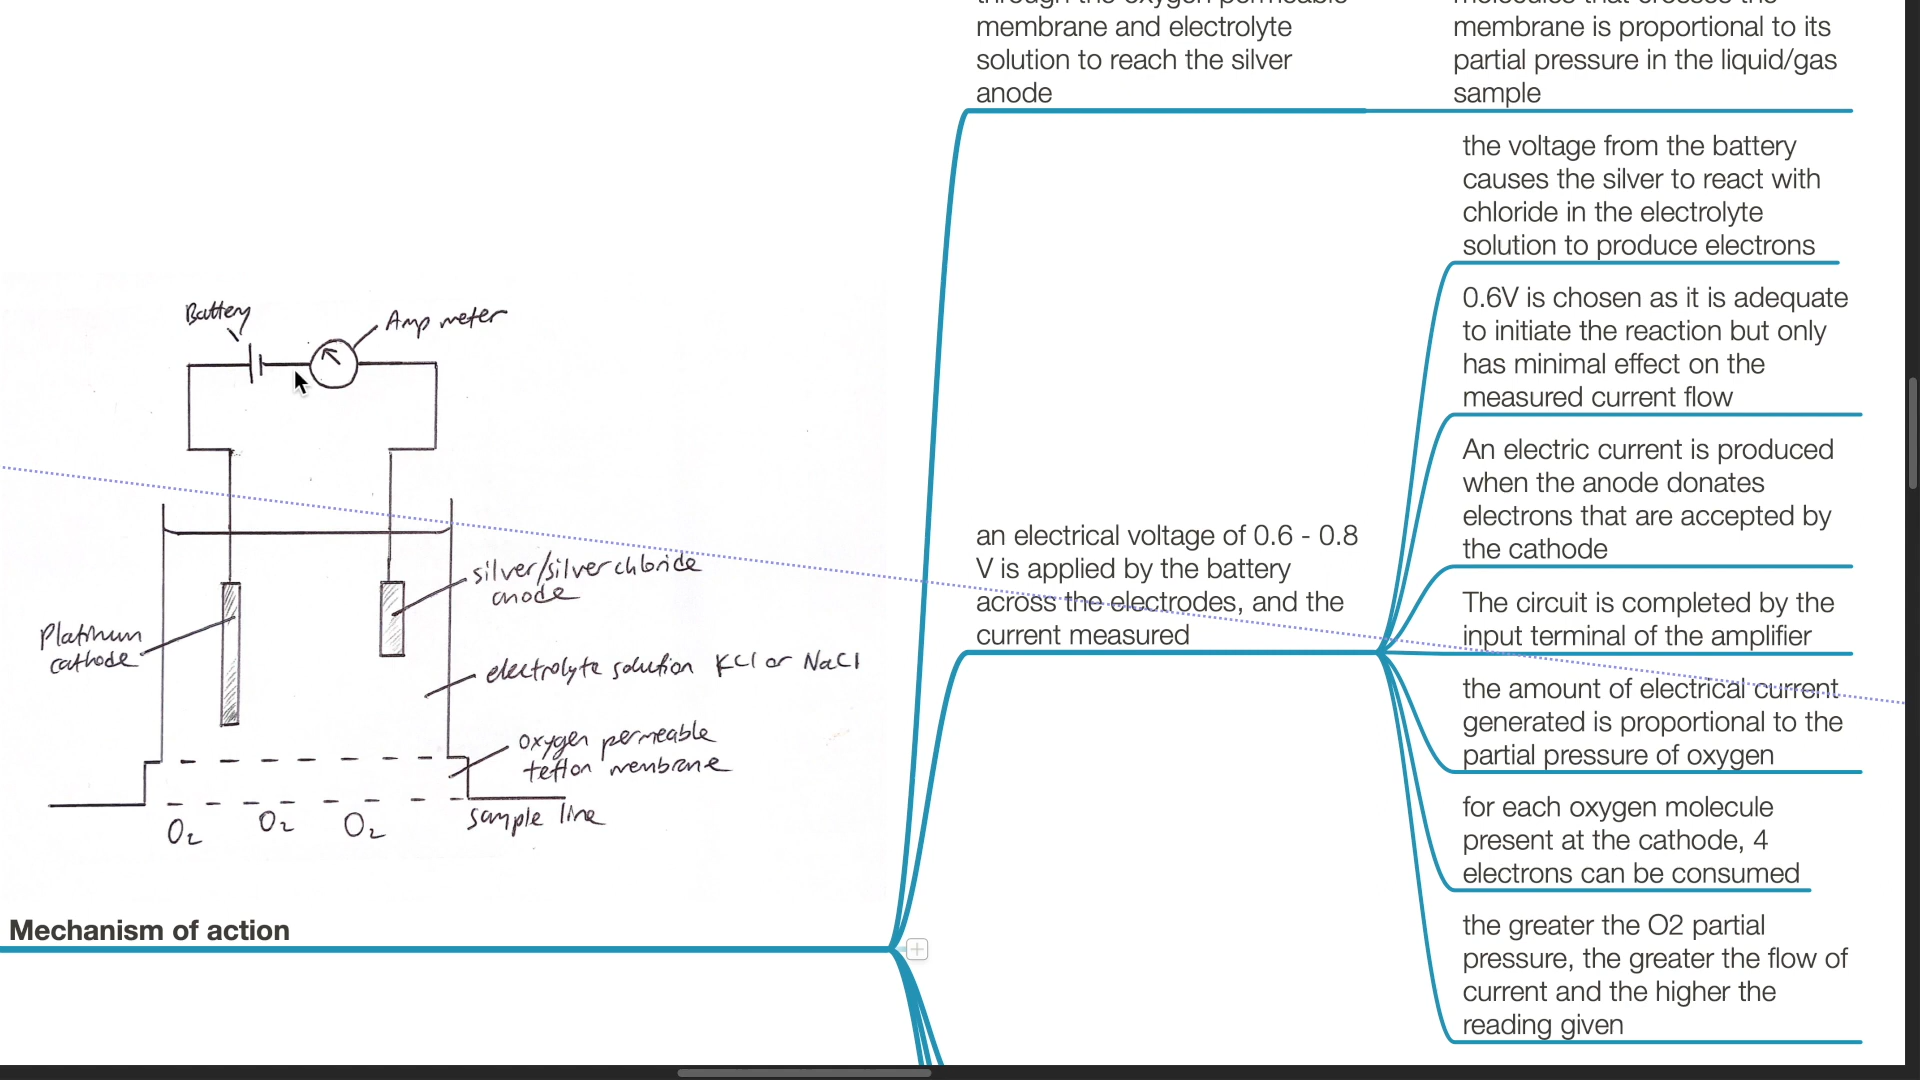 membrane and electrolyte
solution to reach the silver
anode
membrane is proportional to its
partial pressure in the liquid/gas
sample
the voltage from the battery
causes the silver to react with
chloride in the electrolyte
solution to produce electrons
0.6V is chosen as it is adequate
to initiate the reaction but only
has minimal effect on the
measured current flow
An electric current is produced
when the anode donates
electrons that are accepted by
the cathode
an electrical voltage of 0.6 - 0.8
V is applied by the battery
across the electrodes, and the
current measured
The circuit is completed by the
input terminal of the amplifier
the amount of electrical current
generated is proportional to the
partial pressure of oxygen
for each oxygen molecule
present at the cathode, 4
electrons can be consumed
the greater the O2 partial
pressure, the greater the flow of
current and the higher the
reading given
Battery
Amp meter
silver/silver chloride
anode
Platinum
cathode
electrolyte solution KCl or NaCl
oxygen permeable
teflon membrane
O2 O2 O2
sample line
Mechanism of action